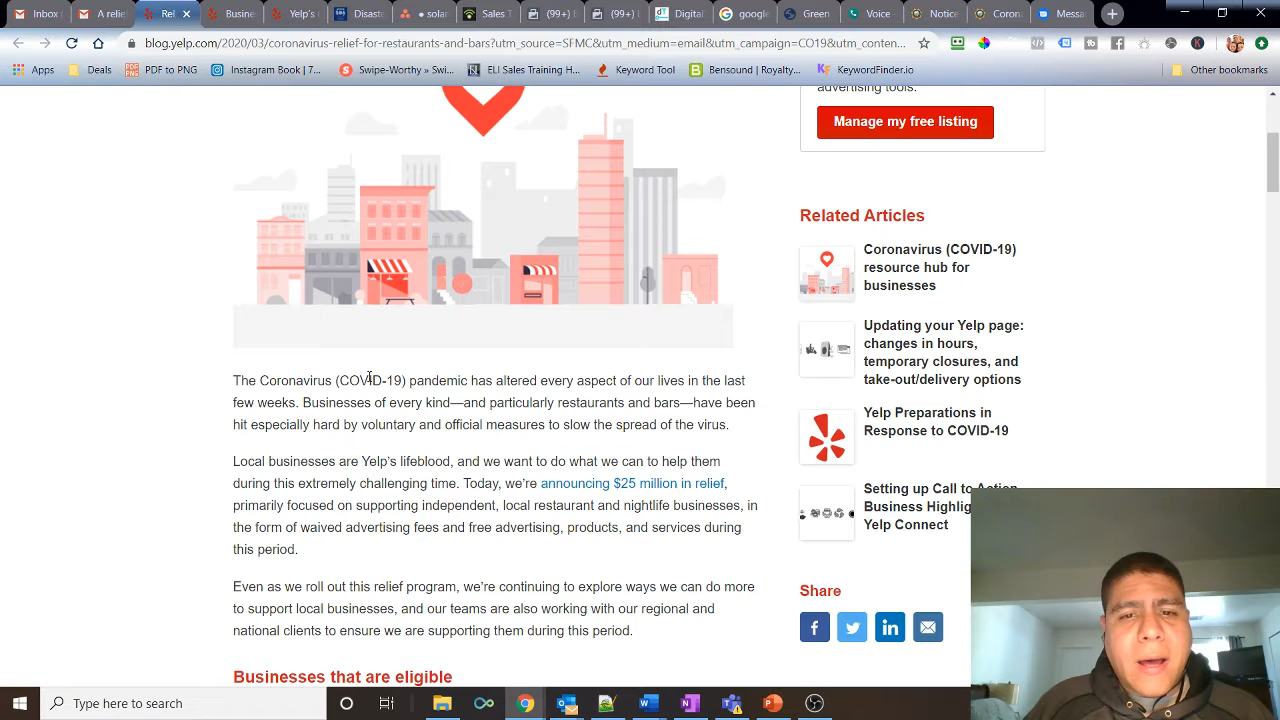 Inbox
A relief
Rel
Busine
Yelp's
Disaste
solar
Sales T
(99+)
(99+)
Digital
google
Green
Voice
Notice
Coron
Messa
blog.yelp.com/2020/03/coronavirus-relief-for-restaurants-and-bars?utm_source=SFMC&utm_medium=email&utm_campaign=CO19&utm_conten...
Apps
Deals
PDF to PNG
Instagram Book | 7...
Swipe-Worthy » Swi...
ELI Sales Training H...
Keyword Tool
Bensound | Royalty...
KeywordFinder.io
Other bookmarks
advertising tools.
Manage my free listing
Related Articles
Coronavirus (COVID-19)
resource hub for
businesses
Updating your Yelp page:
changes in hours,
temporary closures, and
take-out/delivery options
Yelp Preparations in
Response to COVID-19
Setting up Call to Action
Business Highlig
Yelp Connect
Share
The Coronavirus (COVID-19) pandemic has altered every aspect of our lives in the last
few weeks. Businesses of every kind—and particularly restaurants and bars—have been
hit especially hard by voluntary and official measures to slow the spread of the virus.
Local businesses are Yelp's lifeblood, and we want to do what we can to help them
during this extremely challenging time. Today, we're announcing $25 million in relief,
primarily focused on supporting independent, local restaurant and nightlife businesses, in
the form of waived advertising fees and free advertising, products, and services during
this period.
Even as we roll out this relief program, we're continuing to explore ways we can do more
to support local businesses, and our teams are also working with our regional and
national clients to ensure we are supporting them during this period.
Businesses that are eligible
Type here to search